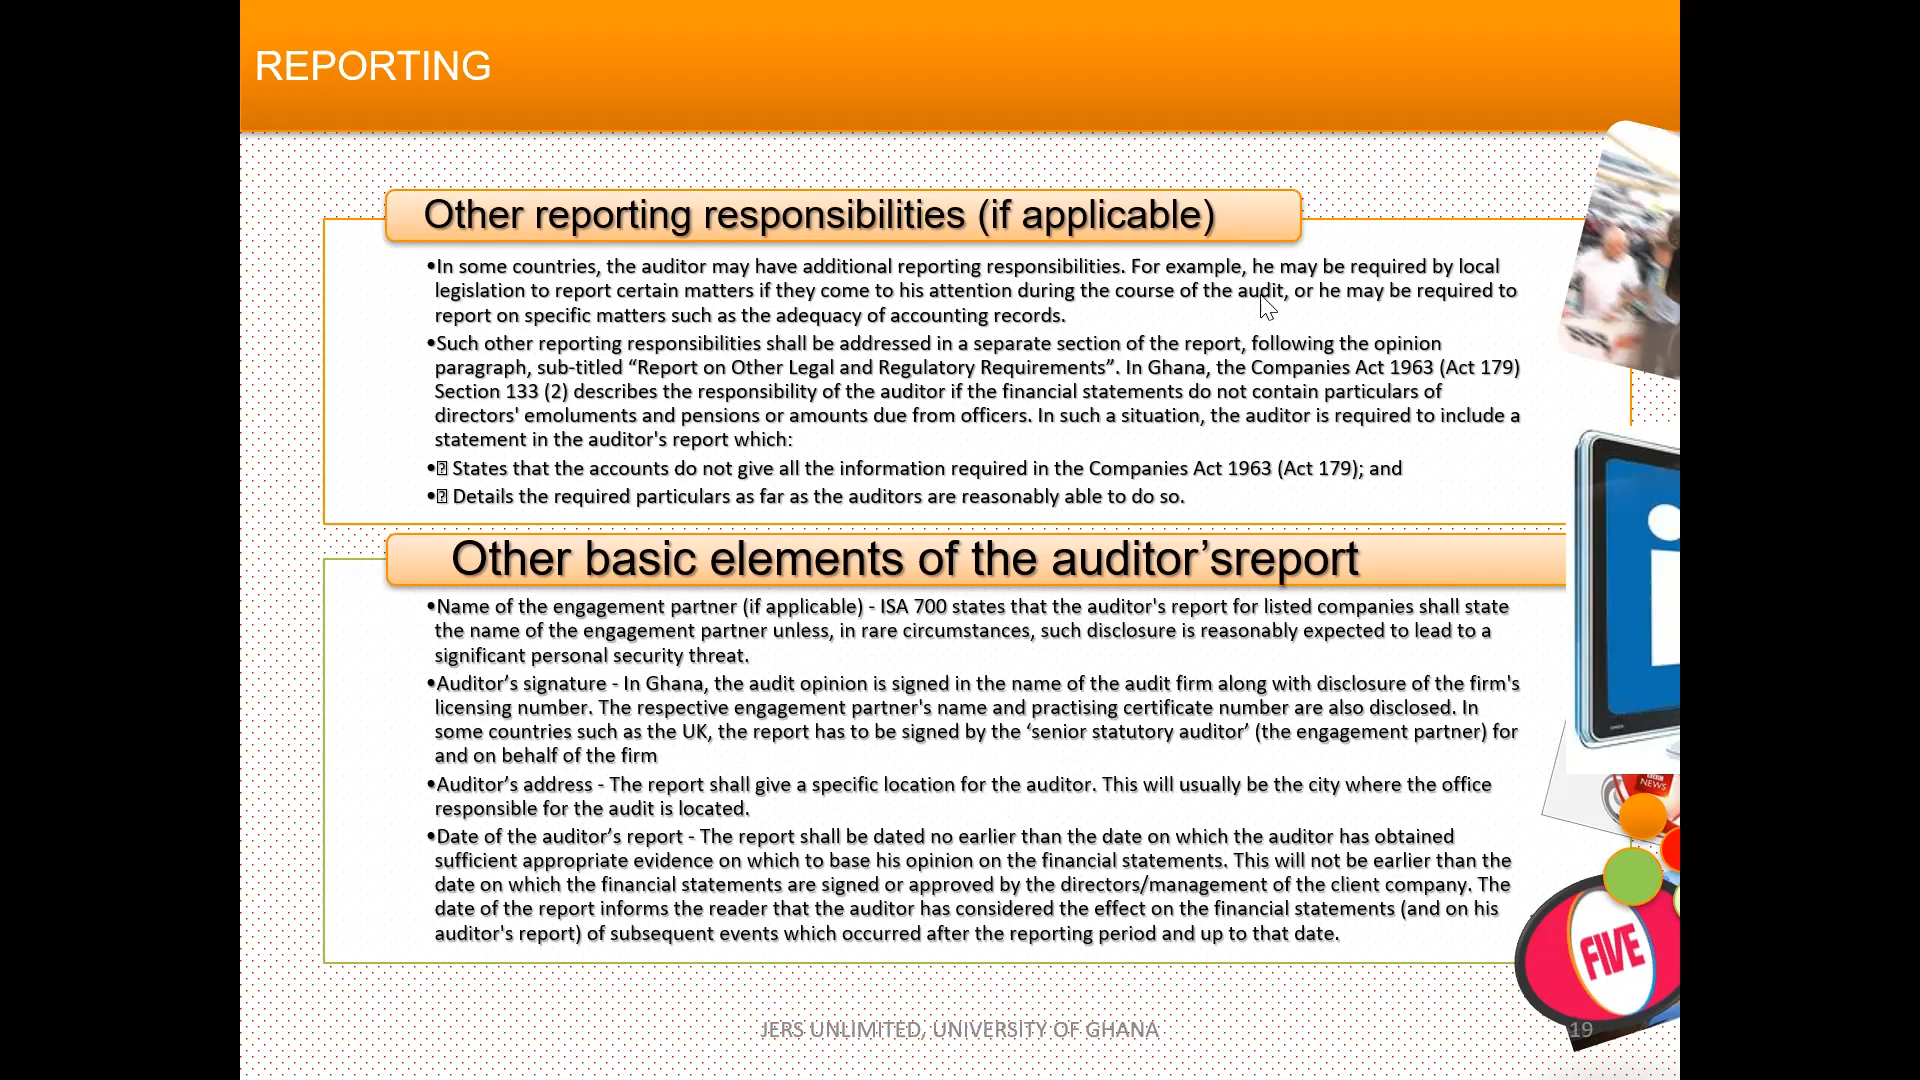 REPORTING
Other reporting responsibilities (if applicable)
•In some countries, the auditor may have additional reporting responsibilities. For example, he may be required by local
legislation to report certain matters if they come to his attention during the course of the audit, or he may be required to
report on specific matters such as the adequacy of accounting records.
•Such other reporting responsibilities shall be addressed in a separate section of the report, following the opinion
paragraph, sub-titled “Report on Other Legal and Regulatory Requirements”. In Ghana, the Companies Act 1963 (Act 179)
Section 133 (2) describes the responsibility of the auditor if the financial statements do not contain particulars of
directors' emoluments and pensions or amounts due from officers. In such a situation, the auditor is required to include a
statement in the auditor's report which:
• States that the accounts do not give all the information required in the Companies Act 1963 (Act 179); and
• Details the required particulars as far as the auditors are reasonably able to do so.
Other basic elements of the auditor’sreport
•Name of the engagement partner (if applicable) - ISA 700 states that the auditor's report for listed companies shall state
the name of the engagement partner unless, in rare circumstances, such disclosure is reasonably expected to lead to a
significant personal security threat.
•Auditor’s signature - In Ghana, the audit opinion is signed in the name of the audit firm along with disclosure of the firm's
licensing number. The respective engagement partner's name and practising certificate number are also disclosed. In
some countries such as the UK, the report has to be signed by the ‘senior statutory auditor’ (the engagement partner) for
and on behalf of the firm
•Auditor’s address - The report shall give a specific location for the auditor. This will usually be the city where the office
responsible for the audit is located.
•Date of the auditor’s report - The report shall be dated no earlier than the date on which the auditor has obtained
sufficient appropriate evidence on which to base his opinion on the financial statements. This will not be earlier than the
date on which the financial statements are signed or approved by the directors/management of the client company. The
date of the report informs the reader that the auditor has considered the effect on the financial statements (and on his
auditor's report) of subsequent events which occurred after the reporting period and up to that date.
NEWS
FIVE
JERS UNLIMITED, UNIVERSITY OF GHANA
19